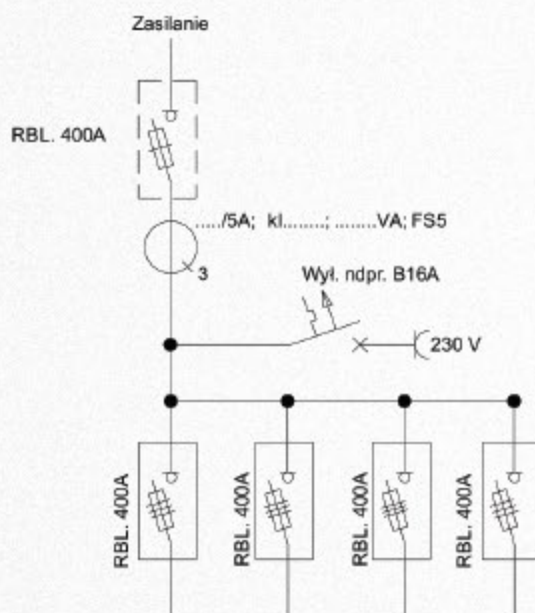 Zasilanie
RBL. 400A
....../5A; kl.........; .........VA; FS5
3
Wył. ndpr. B16A
230 V
RBL. 400A
RBL. 400A
RBL. 400A
RBL. 400A